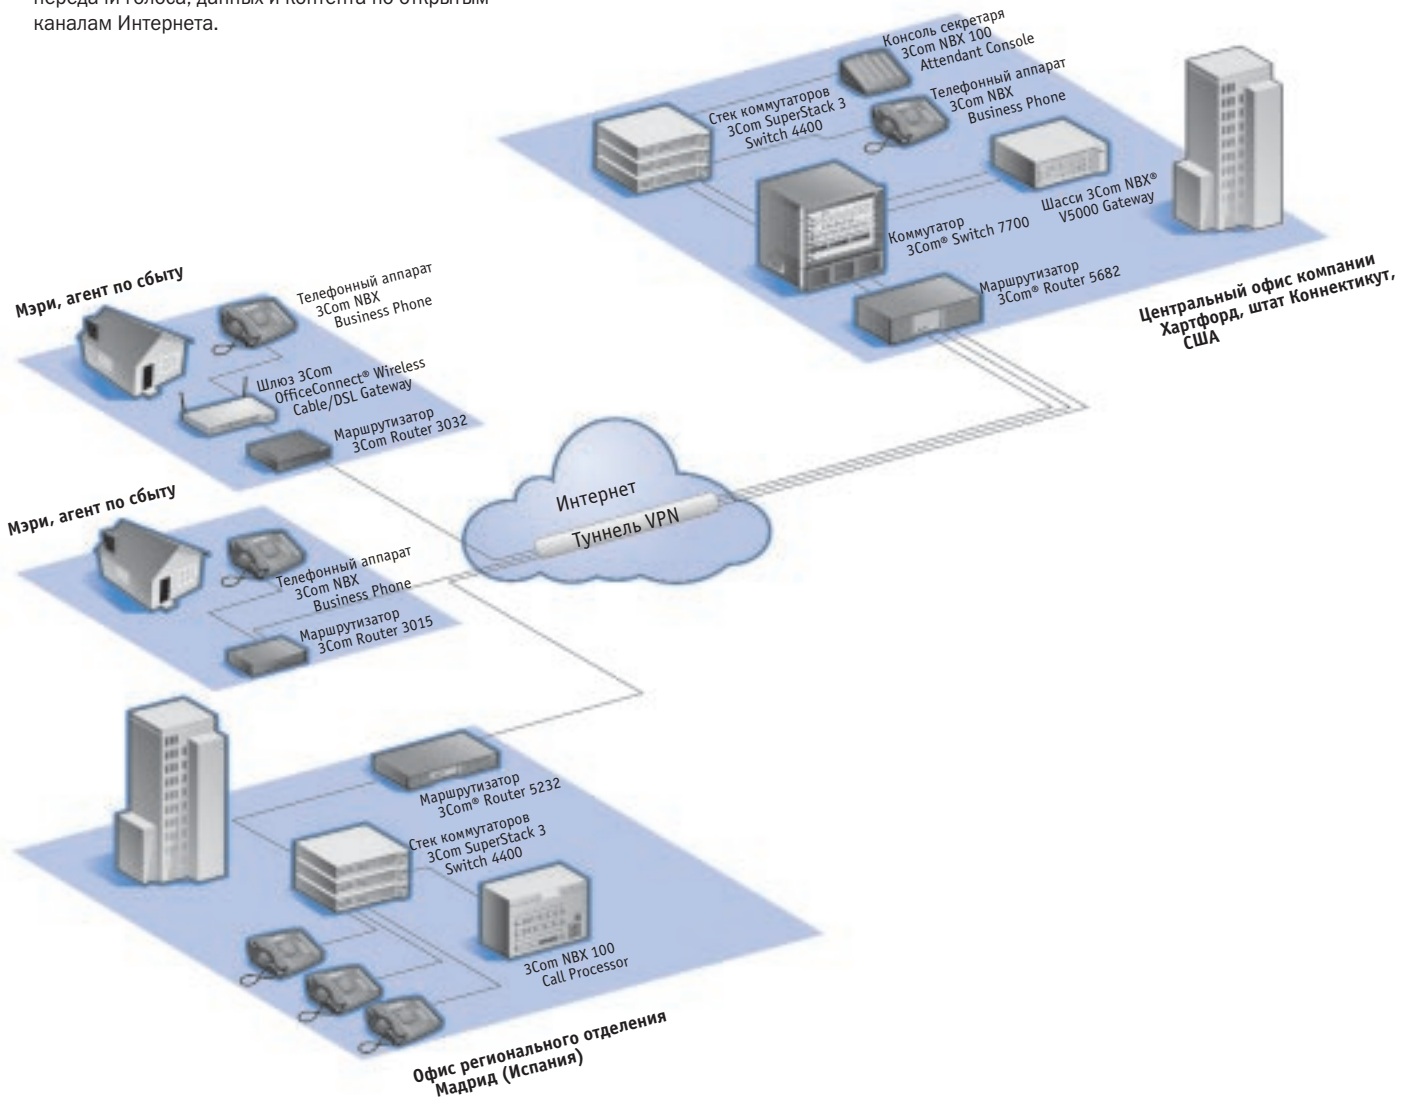 передачи голоса, данных и контента по открытым
каналам Интернета.
Консоль секретаря
3Com NBX 100
Attendant Console
Телефонный аппарат
3Com NBX
Business Phone
Стек коммутаторов
3Com SuperStack 3
Switch 4400
Шасси 3Com NBX®
V5000 Gateway
Коммутатор
3Com® Switch 7700
Маршрутизатор
3Com® Router 5682
Центральный офис компании
Хартфорд, штат Коннектикут,
США
Мэри, агент по сбыту
Телефонный аппарат
3Com NBX
Business Phone
Шлюз 3Com
OfficeConnect® Wireless
Cable/DSL Gateway
Маршрутизатор
3Com Router 3032
Интернет
Туннель VPN
Мэри, агент по сбыту
Телефонный аппарат
3Com NBX
Business Phone
Маршрутизатор
3Com Router 3015
Маршрутизатор
3Com® Router 5232
Стек коммутаторов
3Com SuperStack 3
Switch 4400
3Com NBX 100
Call Processor
Офис регионального отделения
Мадрид (Испания)